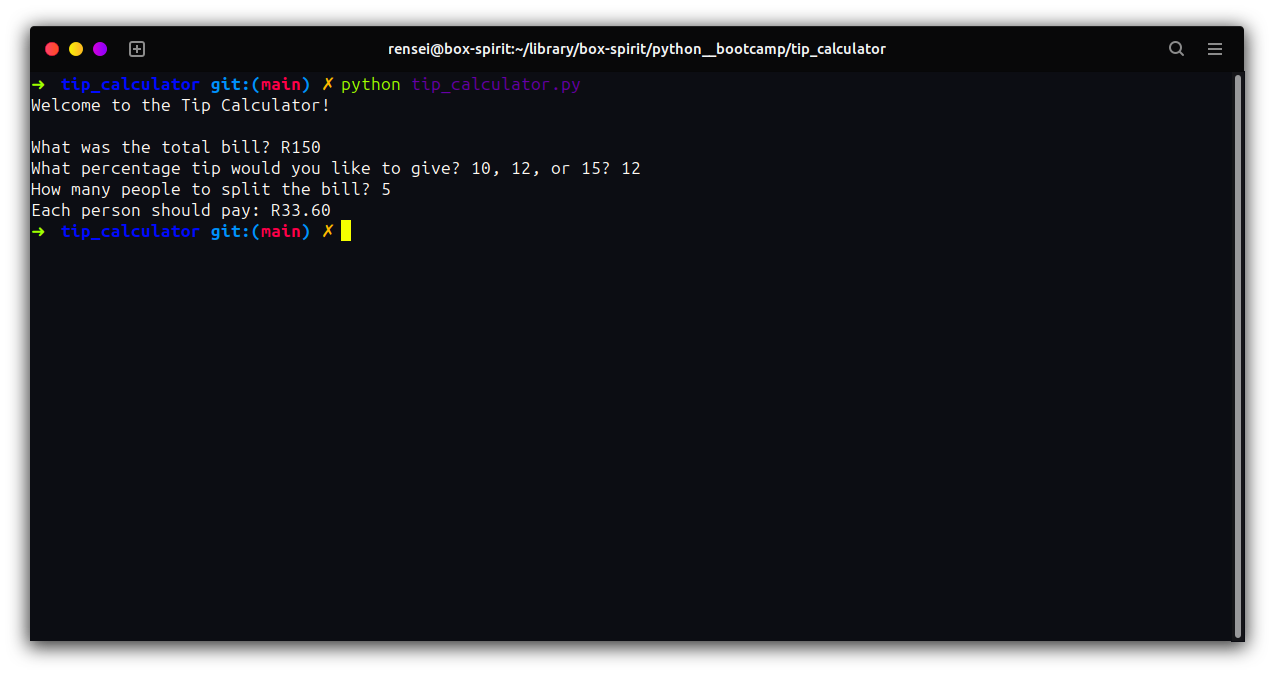 rensei@box-spirit:~/library/box-spirit/python__bootcamp/tip_calculator
➜  tip_calculator git:(main) ✗ python tip_calculator.py
Welcome to the Tip Calculator!
What was the total bill? R150
What percentage tip would you like to give? 10, 12, or 15? 12
How many people to split the bill? 5
Each person should pay: R33.60
➜  tip_calculator git:(main) ✗